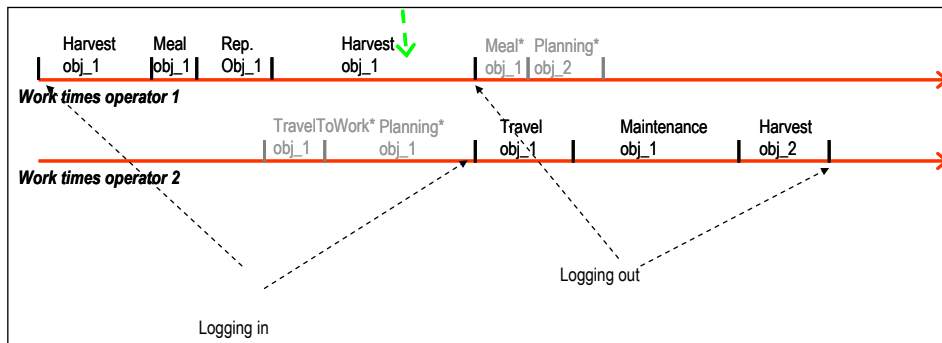 Harvest Meal Rep. Harvest Meal* Planning*
obj_1 obj_1 Obj_1 obj_1 obj_1 obj_2
Work times operator 1
TravelToWork* Planning* Travel Maintenance Harvest
obj_1 obj_1 obj_1 obj_1 obj_2
Work times operator 2
Logging out
Logging in